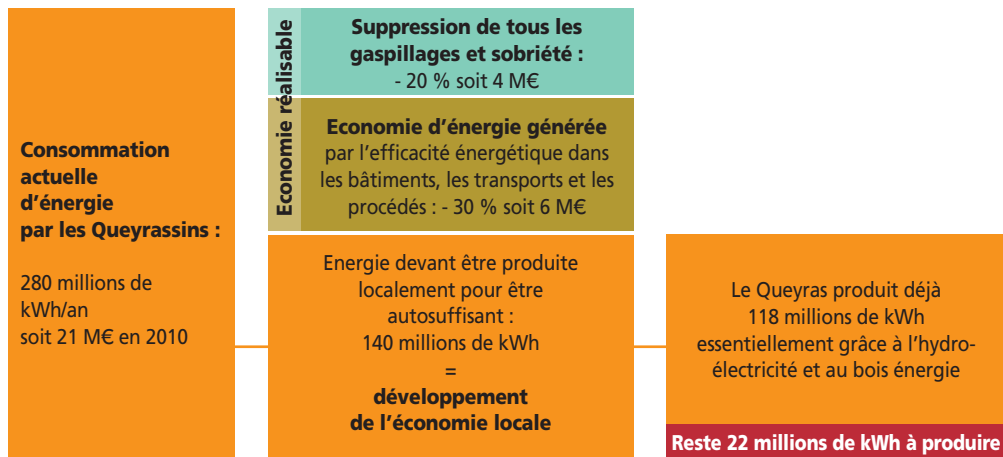 Consommation
actuelle
d'énergie
par les Queyrassins :
280 millions de
kWh/an
soit 21 M€ en 2010
Economie réalisable
Suppression de tous les
gaspillages et sobriété :
- 20 % soit 4 M€
Economie d'énergie générée
par l'efficacité énergétique dans
les bâtiments, les transports et les
procédés : - 30 % soit 6 M€
Energie devant être produite
localement pour être
autosuffisant :
140 millions de kWh
=
développement
de l'économie locale
Le Queyras produit déjà
118 millions de kWh
essentiellement grâce à l'hydro-
électricité et au bois énergie
Reste 22 millions de kWh à produire